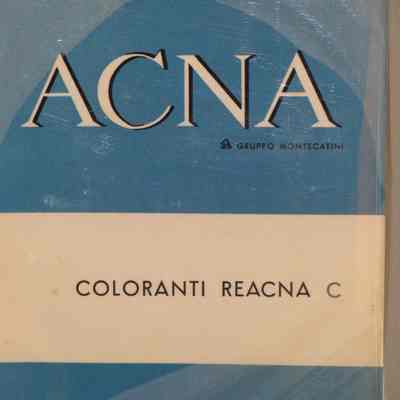 ACNA
GRUPPO MONTECATINI
COLORANTI REACNA C